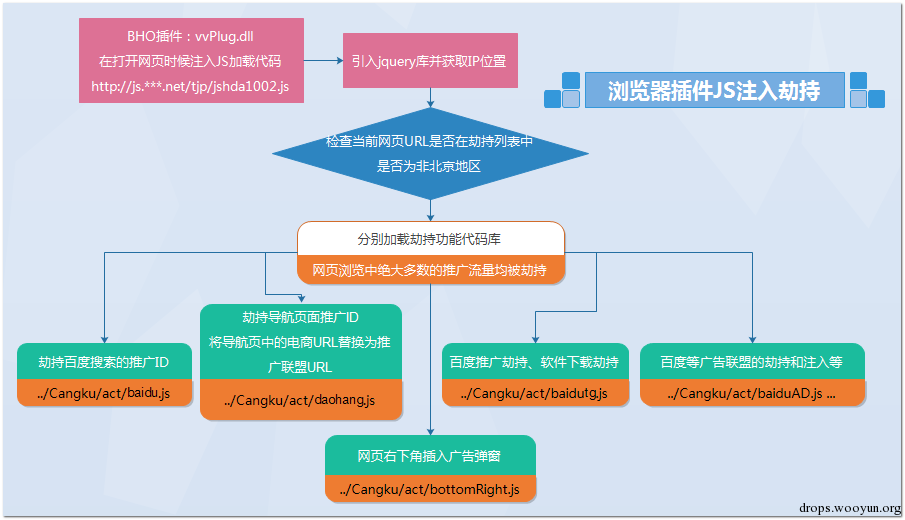 BHO插件：vvPlug.dll
在打开网页时候注入JS加载代码
http://js.***.net/tjp/jshda1002.js
引入jquery库并获取IP位置
浏览器插件JS注入劫持
检查当前网页URL是否在劫持列表中
是否为非北京地区
分别加载劫持功能代码库
网页浏览中绝大多数的推广流量均被劫持
劫持百度搜索的推广ID
../Cangku/act/baidu.js
劫持导航页面推广ID
将导航页中的电商URL替换为推
广联盟URL
../Cangku/act/daohang.js
百度推广劫持、软件下载劫持
../Cangku/act/baidutg.js
百度等广告联盟的劫持和注入等
../Cangku/act/baiduAD.js ...
网页右下角插入广告弹窗
../Cangku/act/bottomRight.js
drops.wooyun.org